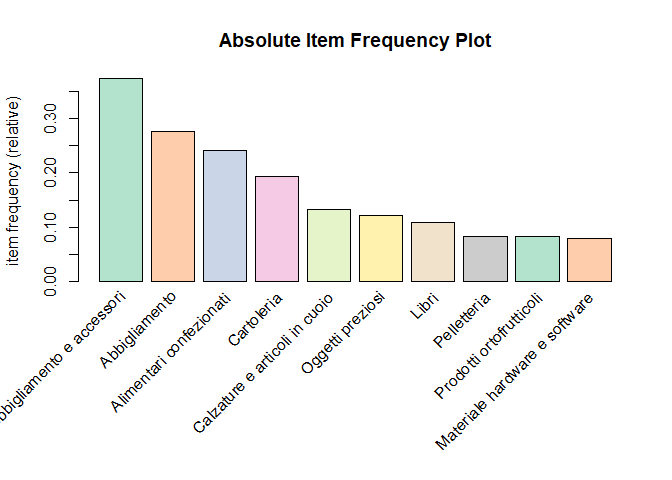 Absolute Item Frequency Plot
item frequency (relative)
0.30
0.20
0.10
0.00
bbigliamento e accessori
Abbigliamento
Alimentari confezionati
Cartoleria
Calzature e articoli in cuoio
Oggetti preziosi
Libri
Pelletteria
Prodotti ortofrutticoli
Materiale hardware e software